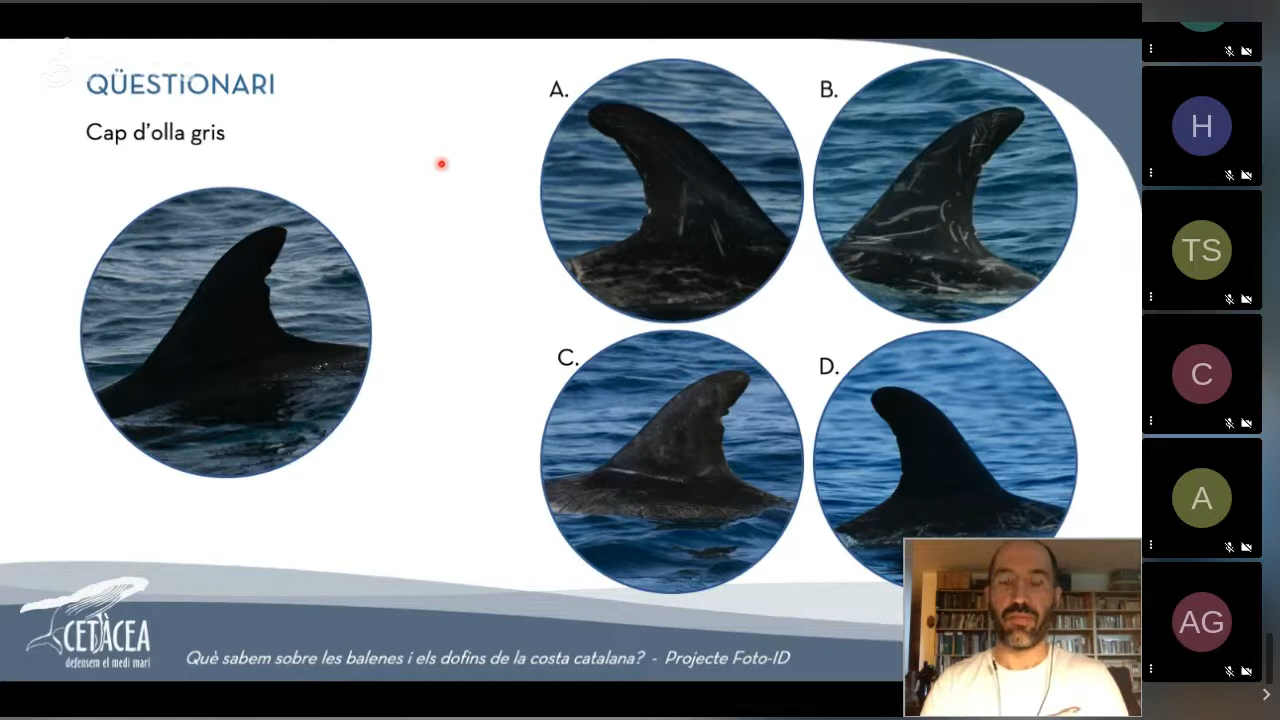 QÜESTIONARI
Cap d'olla gris
A.
B.
C.
D.
CETÀCEA
defensem el medi marí
Què sabem sobre les balenes i els dofins de la costa catalana? - Projecte Foto-ID
H
TS
C
A
AG